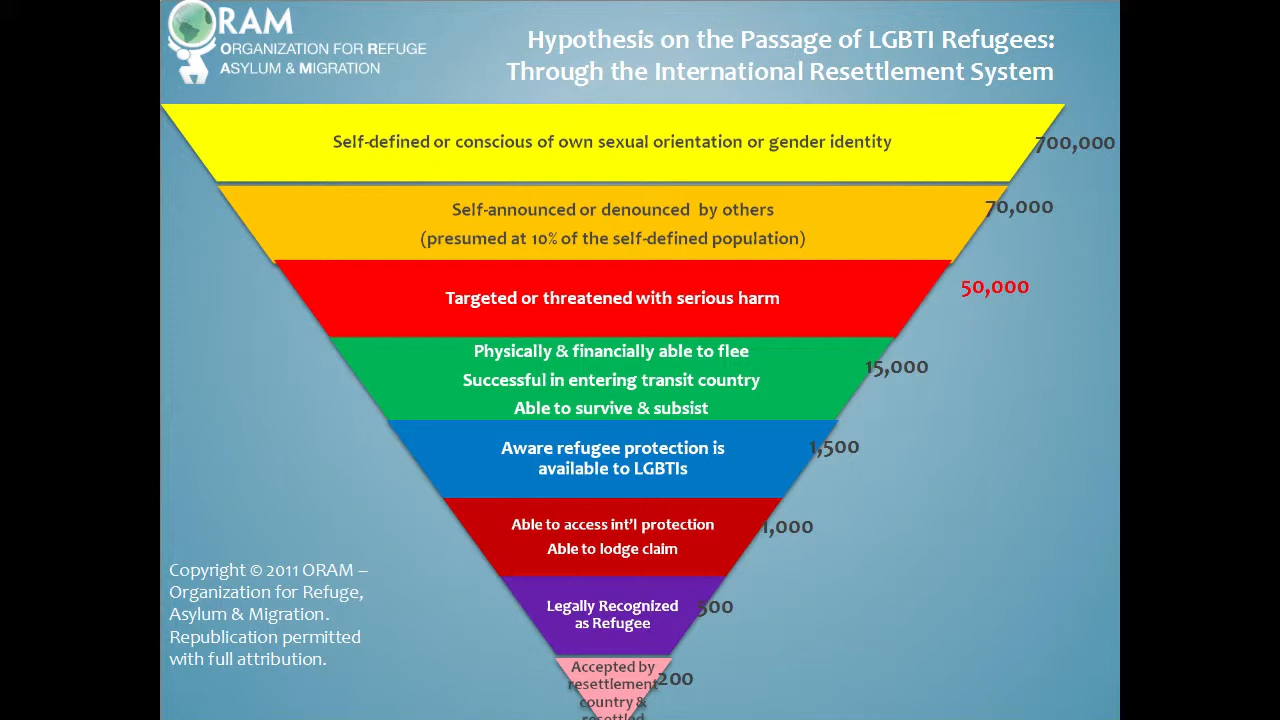 ORAM
ORGANIZATION FOR REFUGE
ASYLUM & MIGRATION
Hypothesis on the Passage of LGBTI Refugees:
Through the International Resettlement System
Self-defined or conscious of own sexual orientation or gender identity
700,000
Self-announced or denounced by others
(presumed at 10% of the self-defined population)
70,000
Targeted or threatened with serious harm
50,000
Physically & financially able to flee
Successful in entering transit country
Able to survive & subsist
15,000
Aware refugee protection is
available to LGBTIs
1,500
Able to access int'l protection
Able to lodge claim
1,000
Legally Recognized
as Refugee
500
Accepted by
resettlement
country &
resettled
200
Copyright © 2011 ORAM –
Organization for Refuge,
Asylum & Migration.
Republication permitted
with full attribution.